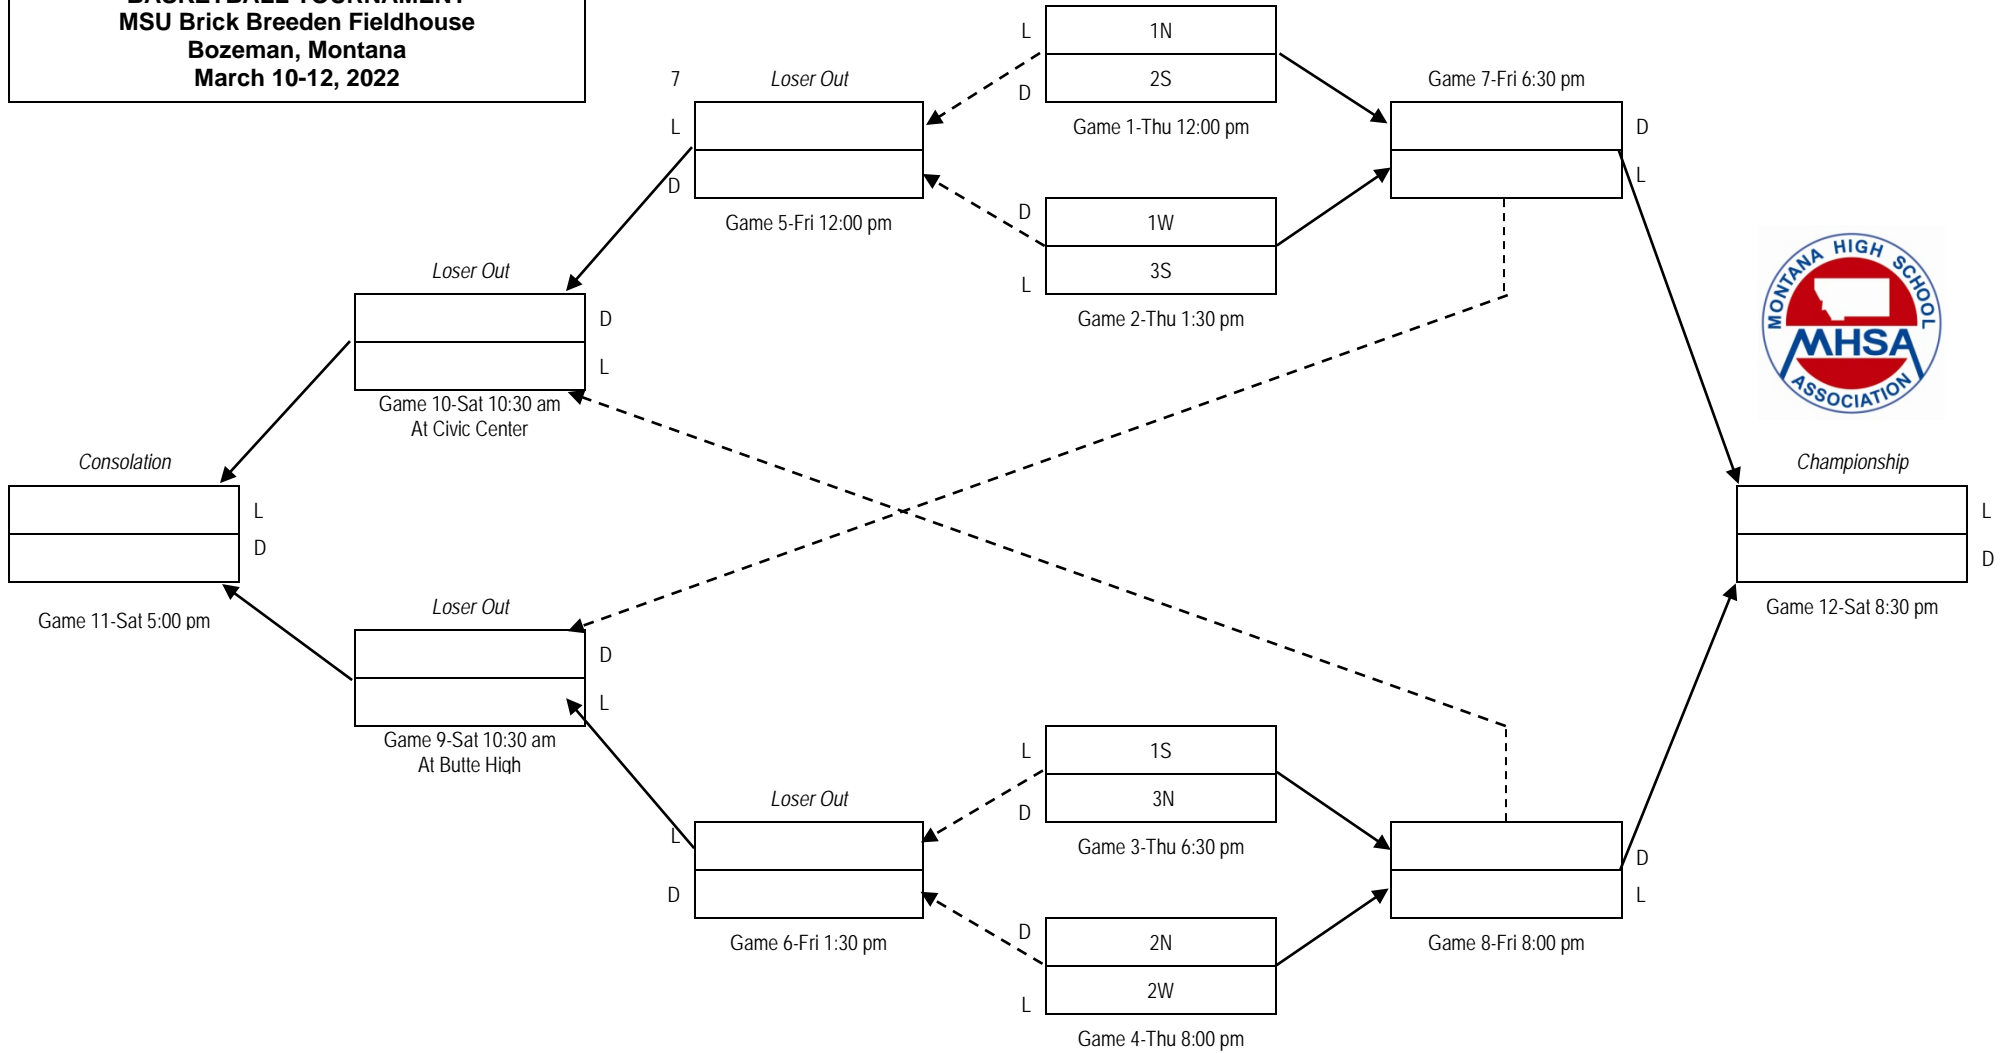 BASKETBALL TOURNAMENT
MSU Brick Breeden Fieldhouse
Bozeman, Montana
March 10-12, 2022
7
Loser Out
L
D
Game 5-Fri 12:00 pm
L
1N
D
2S
Game 1-Thu 12:00 pm
D
1W
L
3S
Game 2-Thu 1:30 pm
Game 7-Fri 6:30 pm
D
L
MONTANA HIGH SCHOOL
MHSA
ASSOCIATION
Loser Out
D
L
Game 10-Sat 10:30 am
At Civic Center
Consolation
L
D
Game 11-Sat 5:00 pm
Championship
L
D
Game 12-Sat 8:30 pm
Loser Out
D
L
Game 9-Sat 10:30 am
At Butte High
Loser Out
L
D
Game 6-Fri 1:30 pm
L
1S
D
3N
Game 3-Thu 6:30 pm
D
2N
L
2W
Game 4-Thu 8:00 pm
D
L
Game 8-Fri 8:00 pm